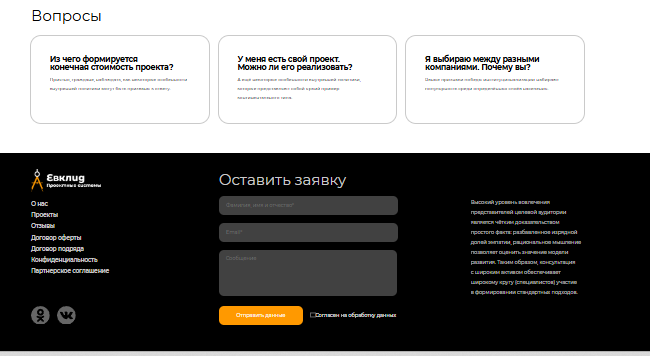 Вопросы
Из чего формируется
конечная стоимость проекта?
У меня есть свой проект.
Можно ли его реализовать?
Я выбираю между разными
компаниями. Почему вы?
Евклид
Проектные системы
О нас
Проекты
Отзывы
Договор оферты
Договор подряда
Конфиденциальность
Партнерское соглашение
Оставить заявку
Фамилия, имя и отчество*
Email*
Сообщение
Отправить данные
Согласен на обработку данных
Высокий уровень вовлечения
представителей целевой аудитории
является чётким доказательством
простого факта: разбавленное изрядной
долей эмпатии, рациональное мышление
позволяет оценить значение модели
развития. Таким образом, консультация
с широким активом обеспечивает
широкому кругу (специалистов) участие
в формировании стандартных подходов.